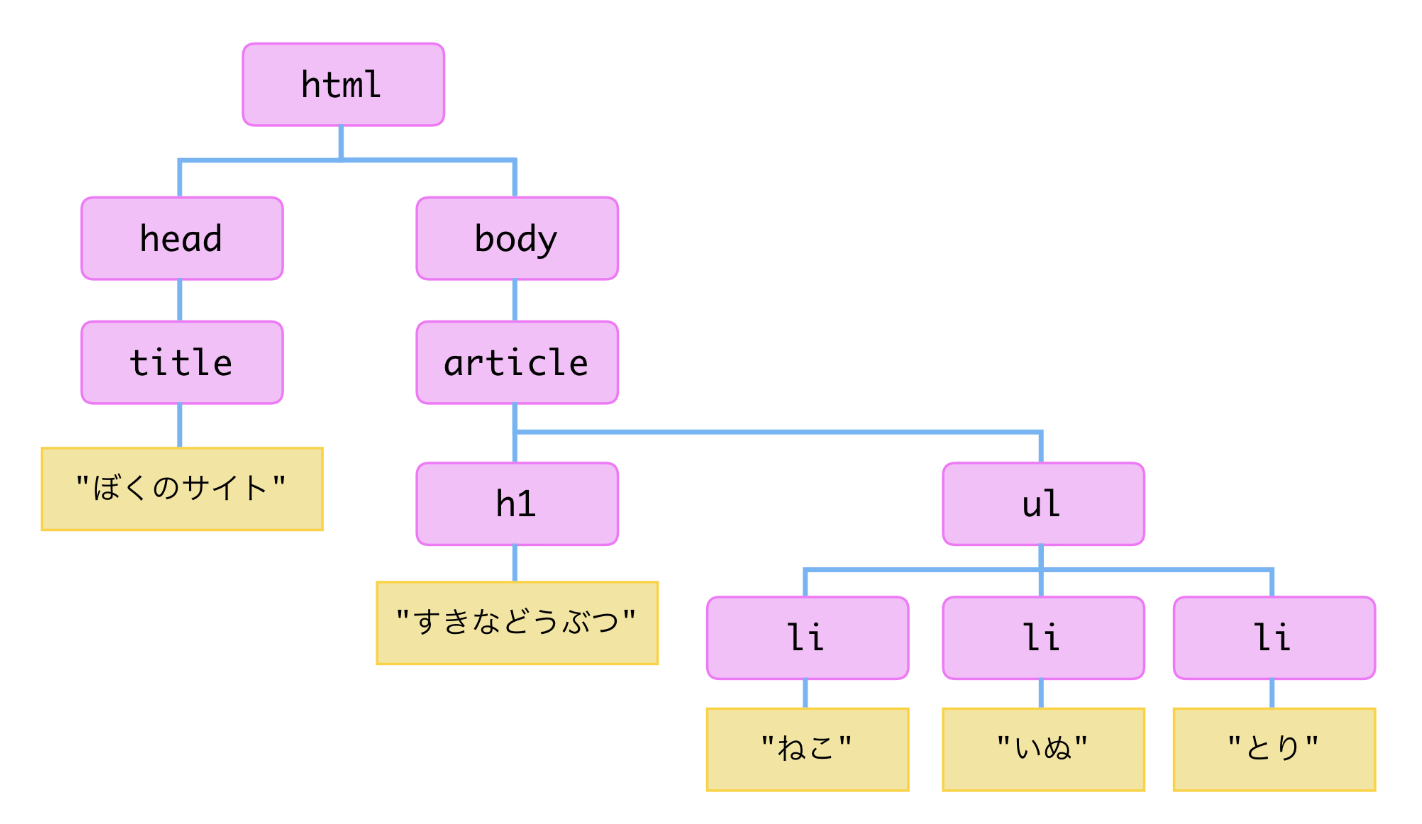 html
head
body
title
article
"ぼくのサイト"
h1
ul
"すきなどうぶつ"
li
li
li
"ねこ"
"いぬ"
"とり"